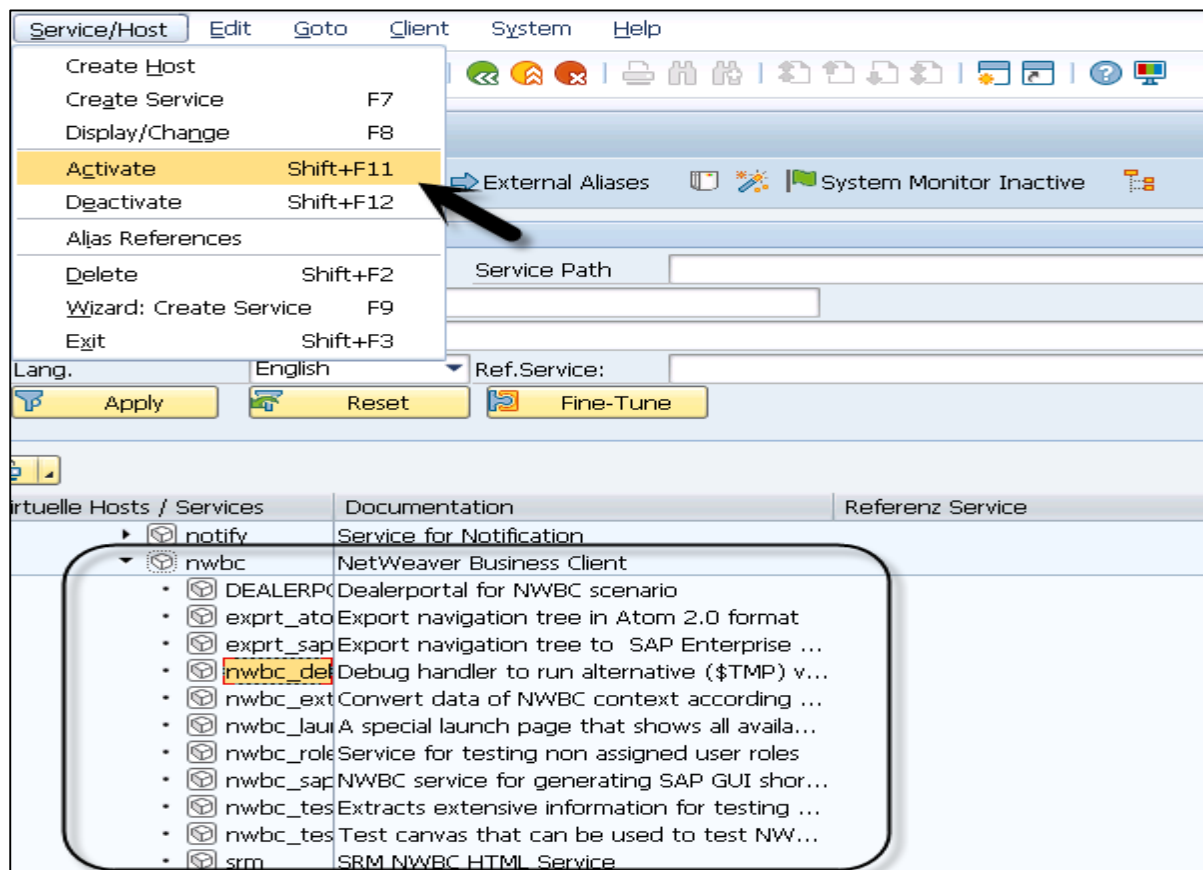 Service/Host Edit Goto Client System Help
Create Host
Create Service F7
Display/Change F8
Activate Shift+F11
Deactivate Shift+F12
Alias References
Delete Shift+F2
Wizard: Create Service F9
Exit Shift+F3
External Aliases System Monitor Inactive
Service Path
Lang. English Ref.Service:
Apply Reset Fine-Tune
irtuelle Hosts / Services Documentation Referenz Service
notify Service for Notification
nwbc NetWeaver Business Client
DEALERPO Dealerportal for NWBC scenario
exprt_ato Export navigation tree in Atom 2.0 format
exprt_sap Export navigation tree to SAP Enterprise ...
nwbc_del Debug handler to run alternative ($TMP) v...
nwbc_ext Convert data of NWBC context according ...
nwbc_lau A special launch page that shows all availa...
nwbc_role Service for testing non assigned user roles
nwbc_sap NWBC service for generating SAP GUI shor...
nwbc_tes Extracts extensive information for testing ...
nwbc_tes Test canvas that can be used to test NW...
srm SRM NWBC HTML Service